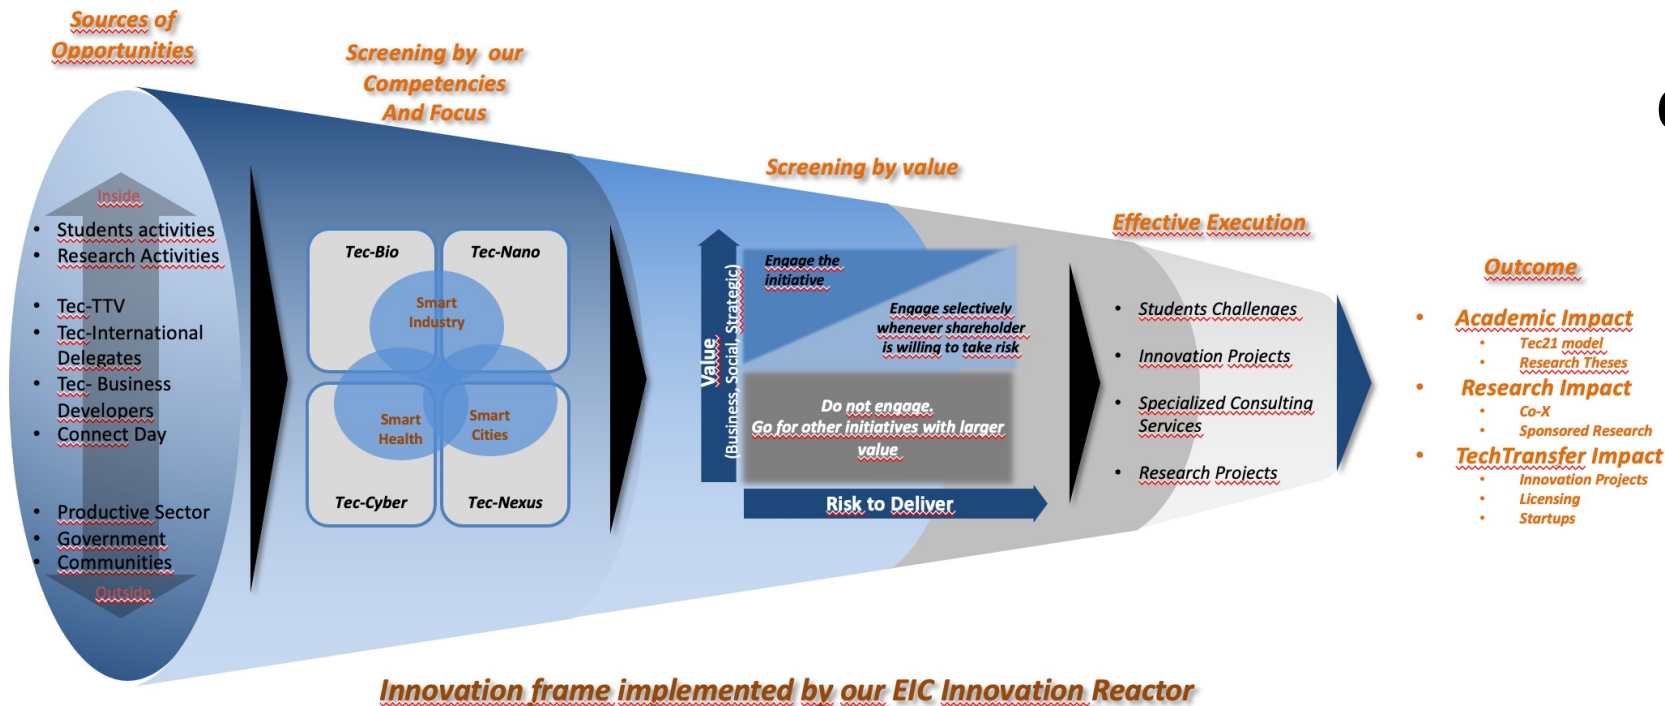 Sources of
Opportunities
Inside
• Students activities
• Research Activities
• Tec-TTV
• Tec-International
Delegates
• Tec- Business
Developers
• Connect Day
• Productive Sector
• Government
• Communities
Outside
Screening by our
Competencies
And Focus
Tec-Bio
Tec-Nano
Smart
Industry
Smart
Health
Smart
Cities
Tec-Cyber
Tec-Nexus
Screening by value
Value
(Business, Social, Strategic)
Engage the
initiative
Engage selectively
whenever shareholder
is willing to take risk
Do not engage.
Go for other initiatives with larger
value
Risk to Deliver
Effective Execution
• Students Challenges
• Innovation Projects
• Specialized Consulting
Services
• Research Projects
Outcome
• Academic Impact
• Tec21 model
• Research Theses
• Research Impact
• Co-X
• Sponsored Research
• TechTransfer Impact
• Innovation Projects
• Licensing
• Startups
Innovation frame implemented by our EIC Innovation Reactor